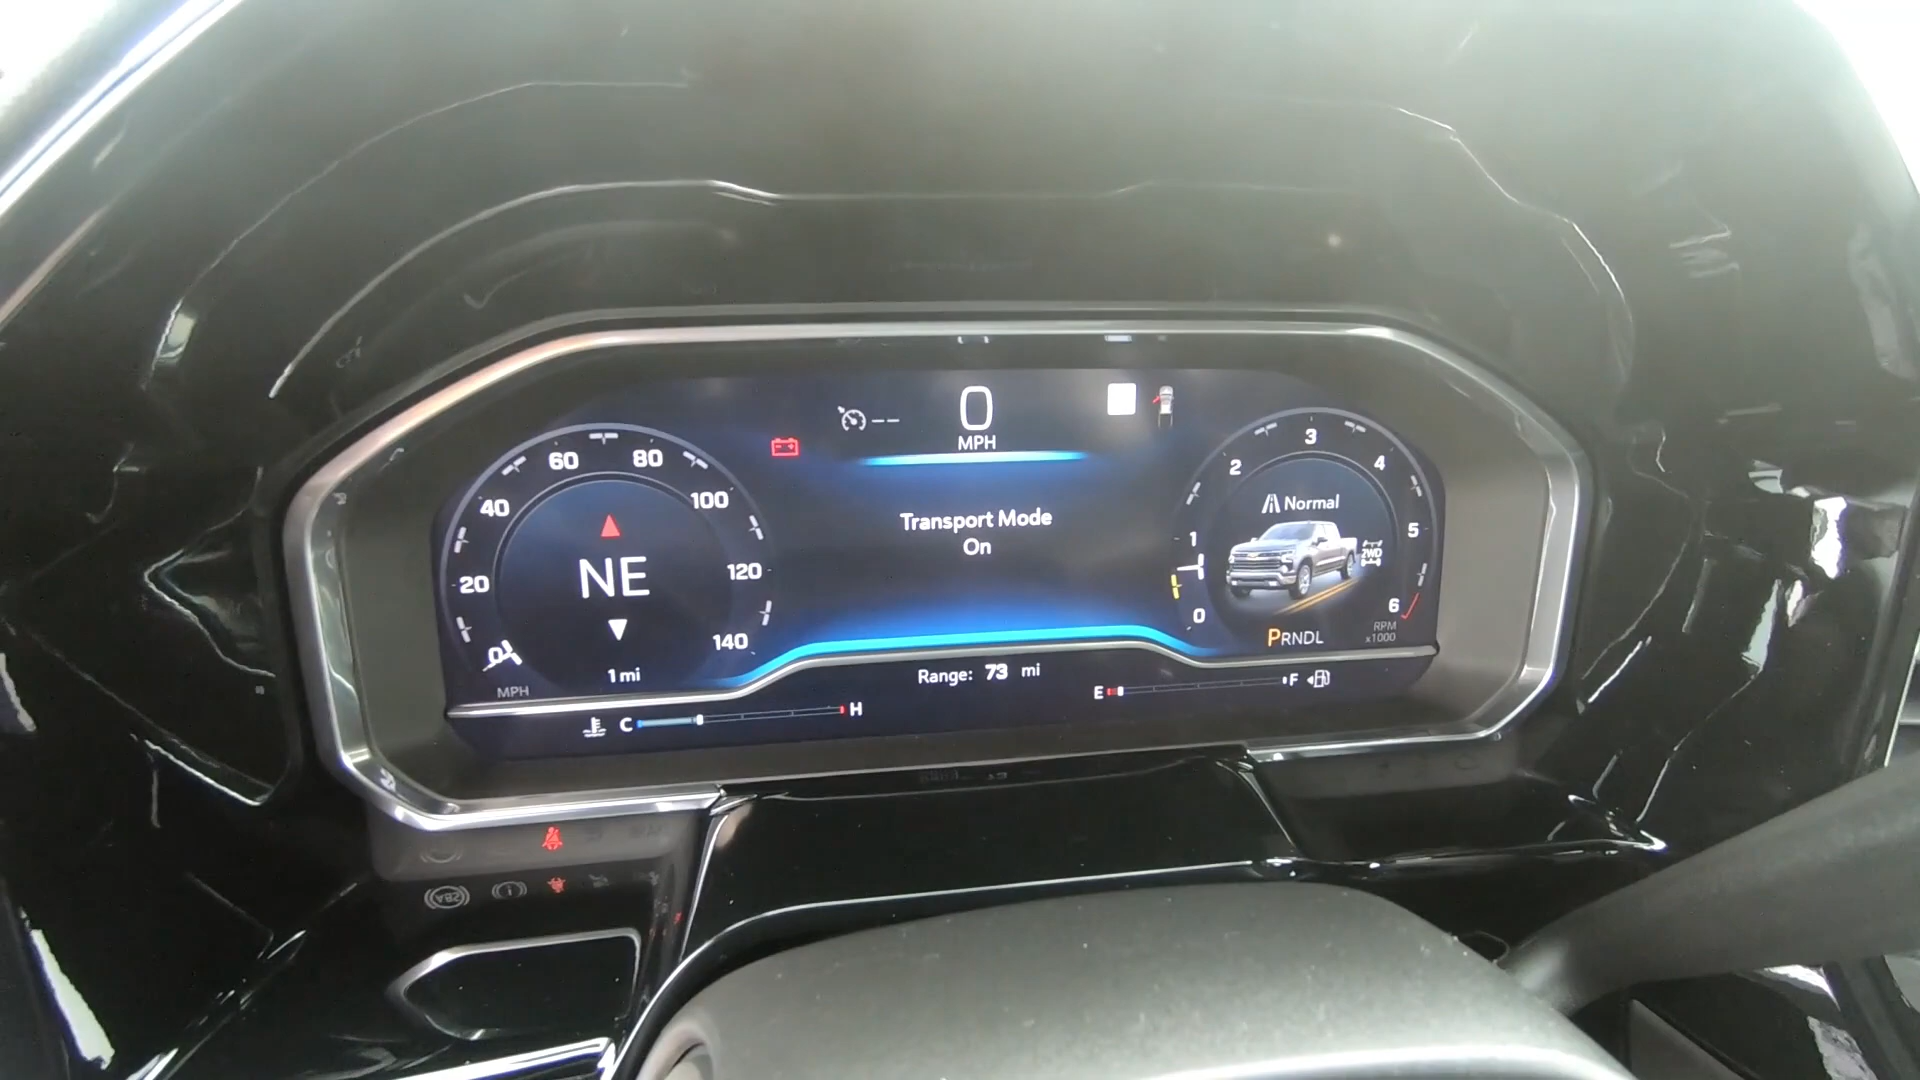 0
MPH
60
80
40
100
20
120
0
140
MPH
NE
1 mi
Transport Mode
On
Range: 73 mi
C
H
E
F
3
2
4
1
5
0
6
Normal
2WD
PRNDL
RPM
x1000